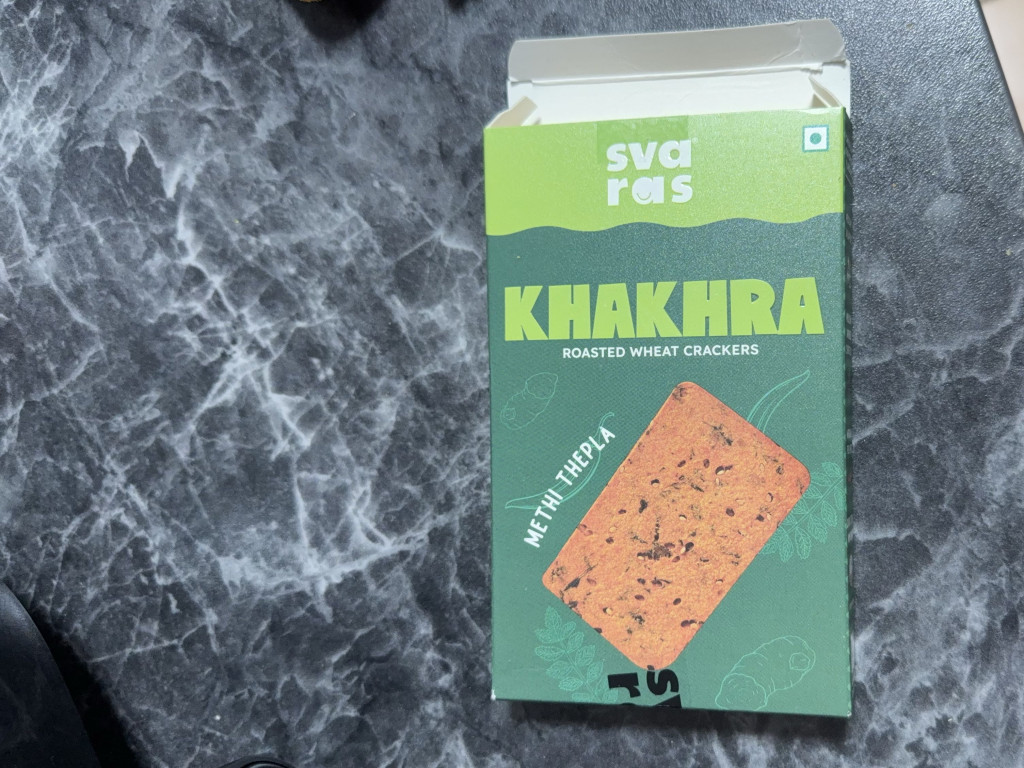 sva
ras
KHAKHRA
ROASTED WHEAT CRACKERS
METHI THEPLA